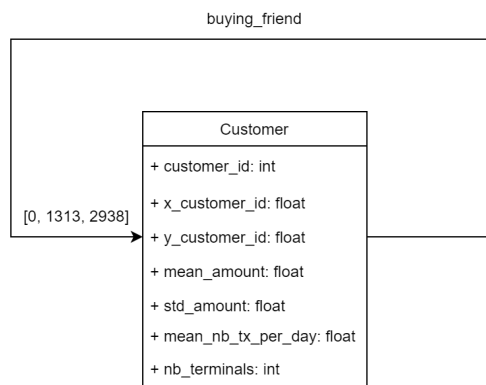 buying_friend
Customer
+ customer_id: int
+ x_customer_id: float
[0, 1313, 2938]
+ y_customer_id: float
+ mean_amount: float
+ std_amount: float
+ mean_nb_tx_per_day: float
+ nb_terminals: int